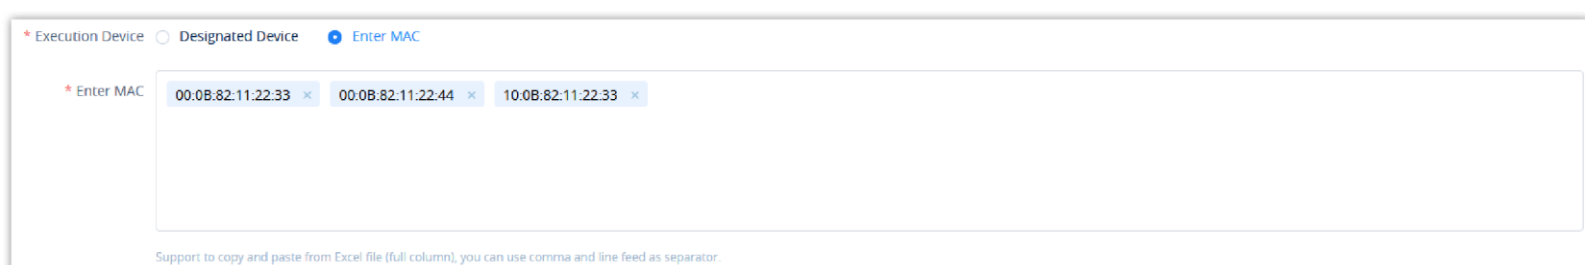 * Execution Device Designated Device Enter MAC
* Enter MAC 00:0B:82:11:22:33 × 00:0B:82:11:22:44 × 10:0B:82:11:22:33 ×
Support to copy and paste from Excel file (full column), you can use comma and line feed as separator.